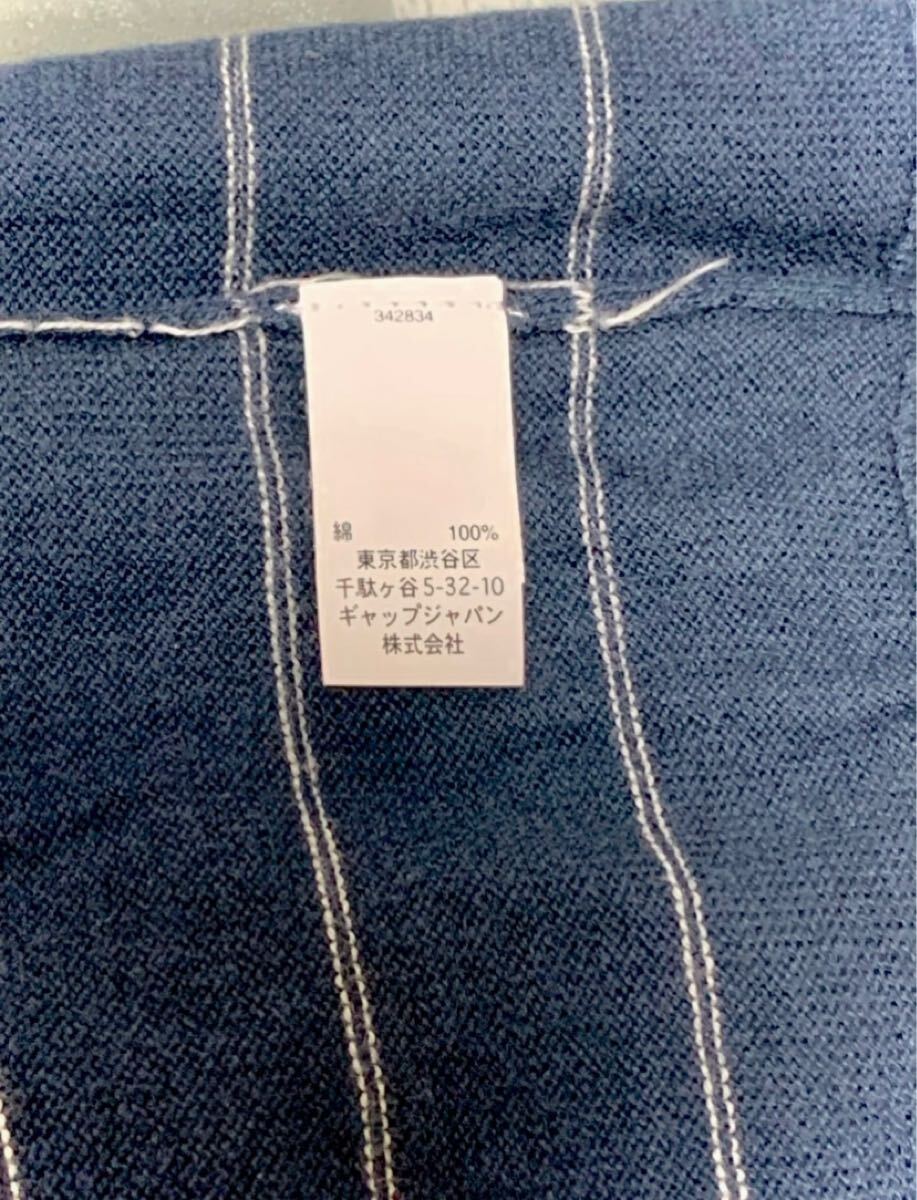 342834
綿 100%
東京都渋谷区
千駄ヶ谷5-32-10
ギャップジャパン
株式会社